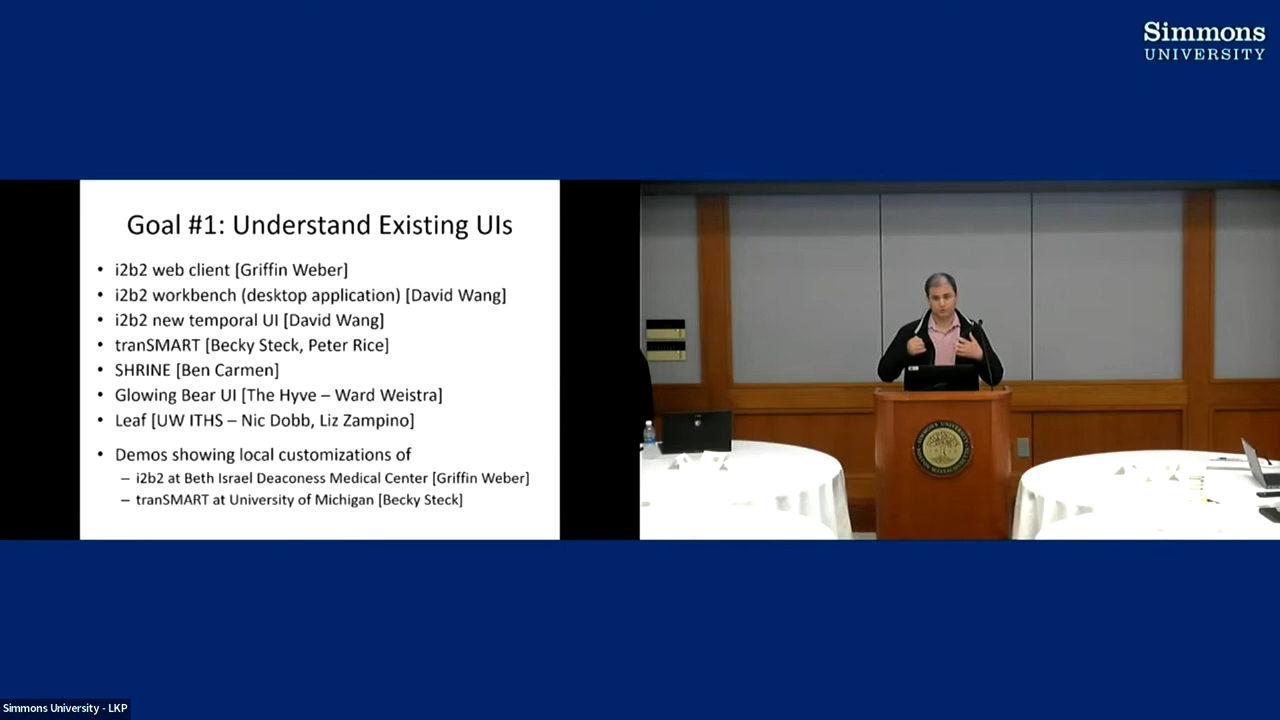 Simmons
UNIVERSITY
Goal #1: Understand Existing UIs
• i2b2 web client [Griffin Weber]
• i2b2 workbench (desktop application) [David Wang]
• i2b2 new temporal UI [David Wang]
• tranSMART [Becky Steck, Peter Rice]
• SHRINE [Ben Carmen]
• Glowing Bear UI [The Hyve – Ward Weistra]
• Leaf [UW ITHS – Nic Dobb, Liz Zampino]
• Demos showing local customizations of
– i2b2 at Beth Israel Deaconess Medical Center [Griffin Weber]
– tranSMART at University of Michigan [Becky Steck]
SIMMONS UNIVERSITY
Simmons University - LKP